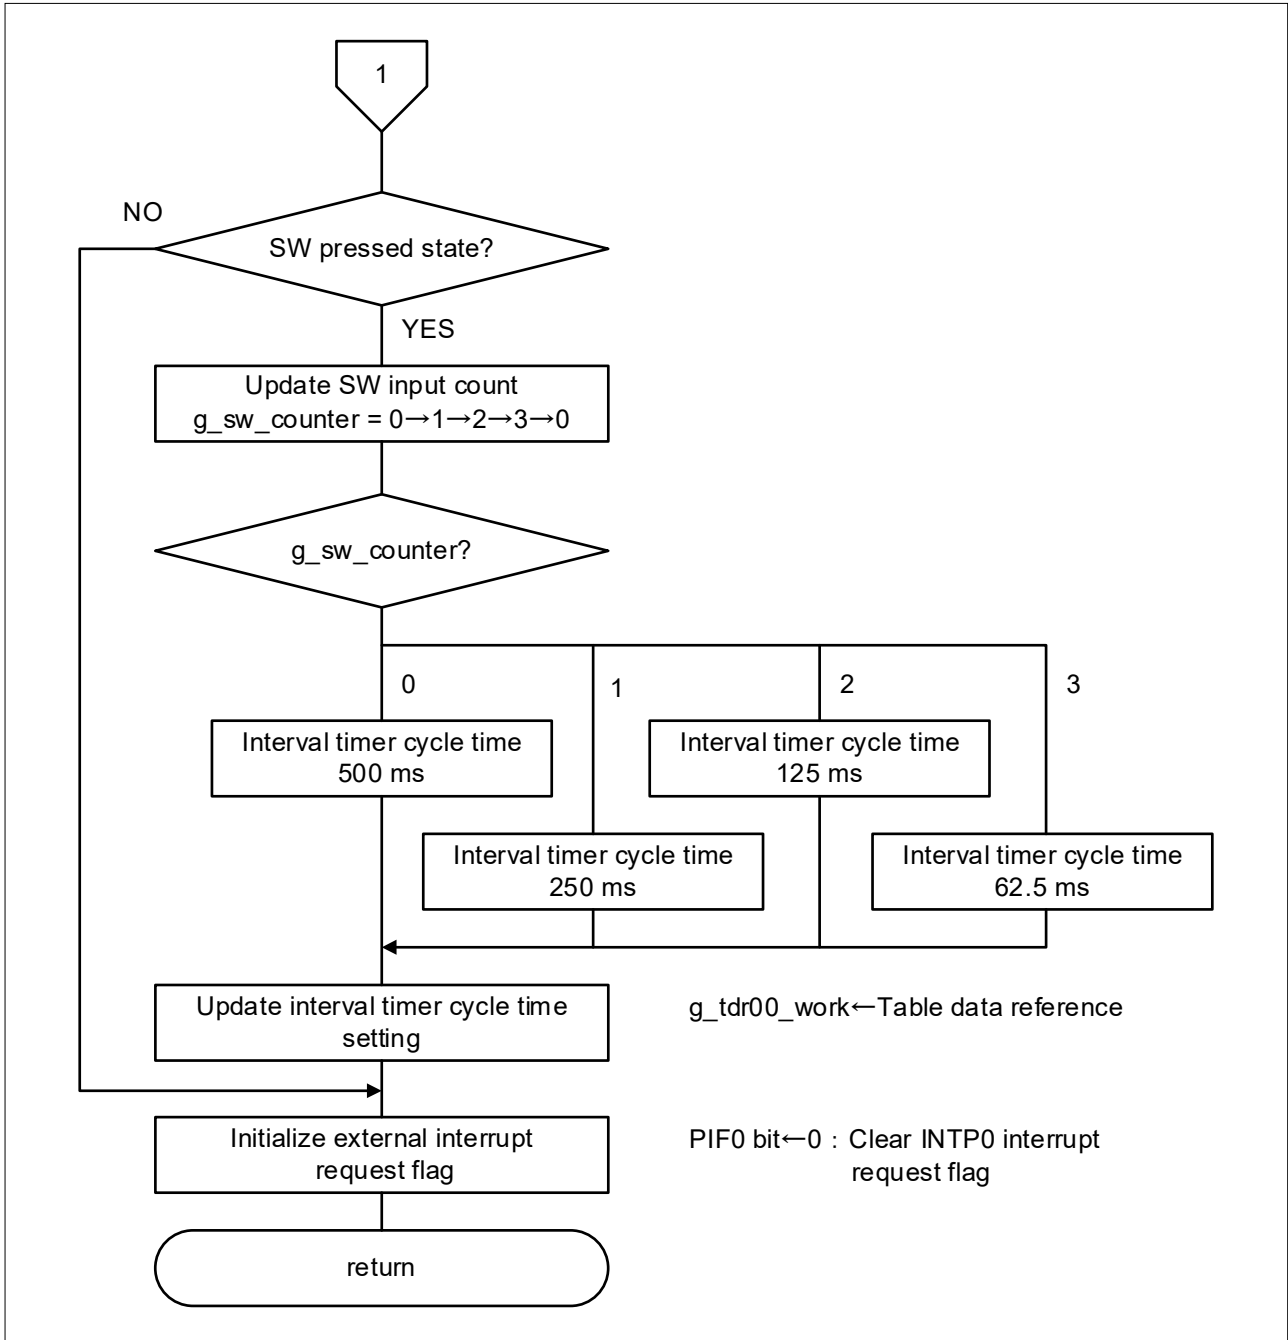 1
NO
SW pressed state?
YES
Update SW input count
g_sw_counter = 0→1→2→3→0
g_sw_counter?
0
1
2
3
Interval timer cycle time
500 ms
Interval timer cycle time
125 ms
Interval timer cycle time
250 ms
Interval timer cycle time
62.5 ms
Update interval timer cycle time
setting
g_tdr00_work←Table data reference
Initialize external interrupt
request flag
PIF0 bit←0 : Clear INTP0 interrupt
request flag
return